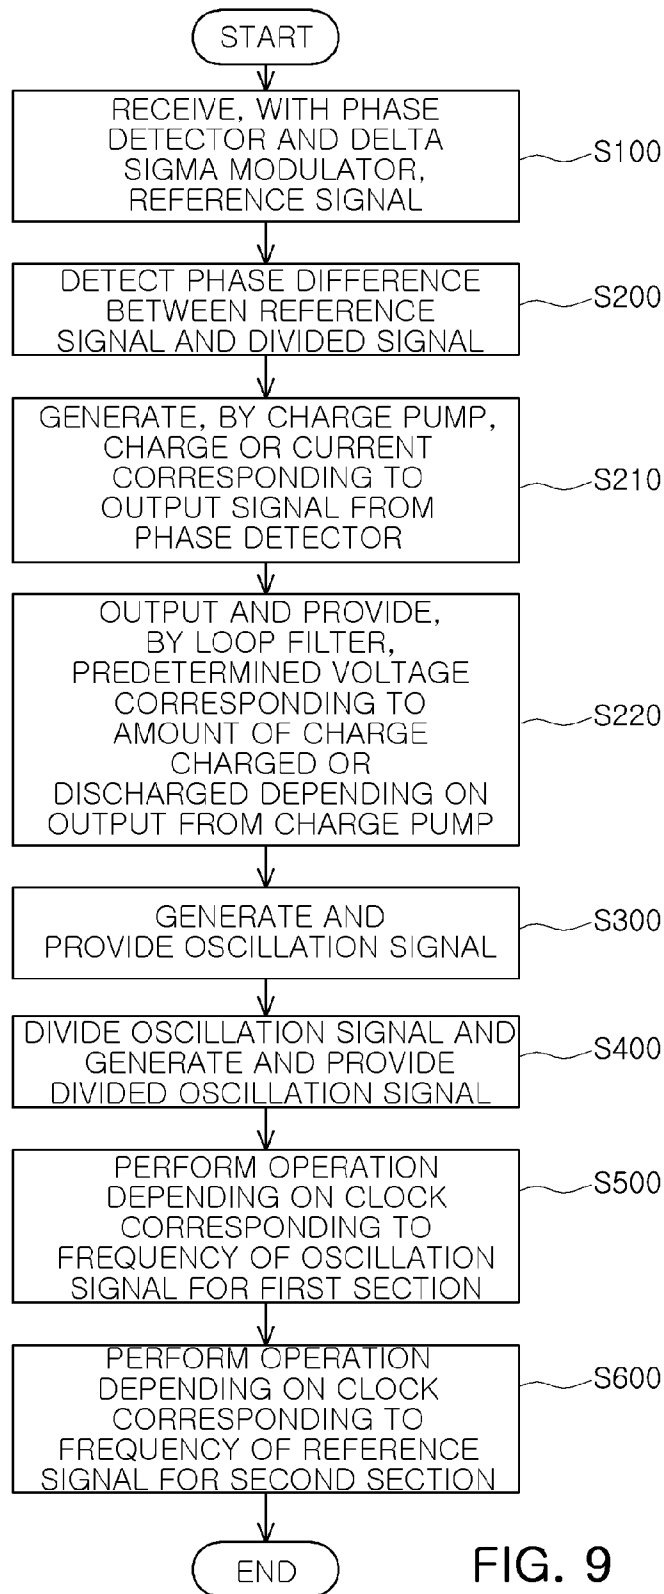 START
RECEIVE, WITH PHASE
DETECTOR AND DELTA
SIGMA MODULATOR,
REFERENCE SIGNAL
S100
DETECT PHASE DIFFERENCE
BETWEEN REFERENCE
SIGNAL AND DIVIDED SIGNAL
S200
GENERATE, BY CHARGE PUMP,
CHARGE OR CURRENT
CORRESPONDING TO
OUTPUT SIGNAL FROM
PHASE DETECTOR
S210
OUTPUT AND PROVIDE,
BY LOOP FILTER,
PREDETERMINED VOLTAGE
CORRESPONDING TO
AMOUNT OF CHARGE
CHARGED OR
DISCHARGED DEPENDING ON
OUTPUT FROM CHARGE PUMP
S220
GENERATE AND
PROVIDE OSCILLATION SIGNAL
S300
DIVIDE OSCILLATION SIGNAL AND
GENERATE AND PROVIDE
DIVIDED OSCILLATION SIGNAL
S400
PERFORM OPERATION
DEPENDING ON CLOCK
CORRESPONDING TO
FREQUENCY OF OSCILLATION
SIGNAL FOR FIRST SECTION
S500
PERFORM OPERATION
DEPENDING ON CLOCK
CORRESPONDING TO
FREQUENCY OF REFERENCE
SIGNAL FOR SECOND SECTION
S600
END
FIG. 9